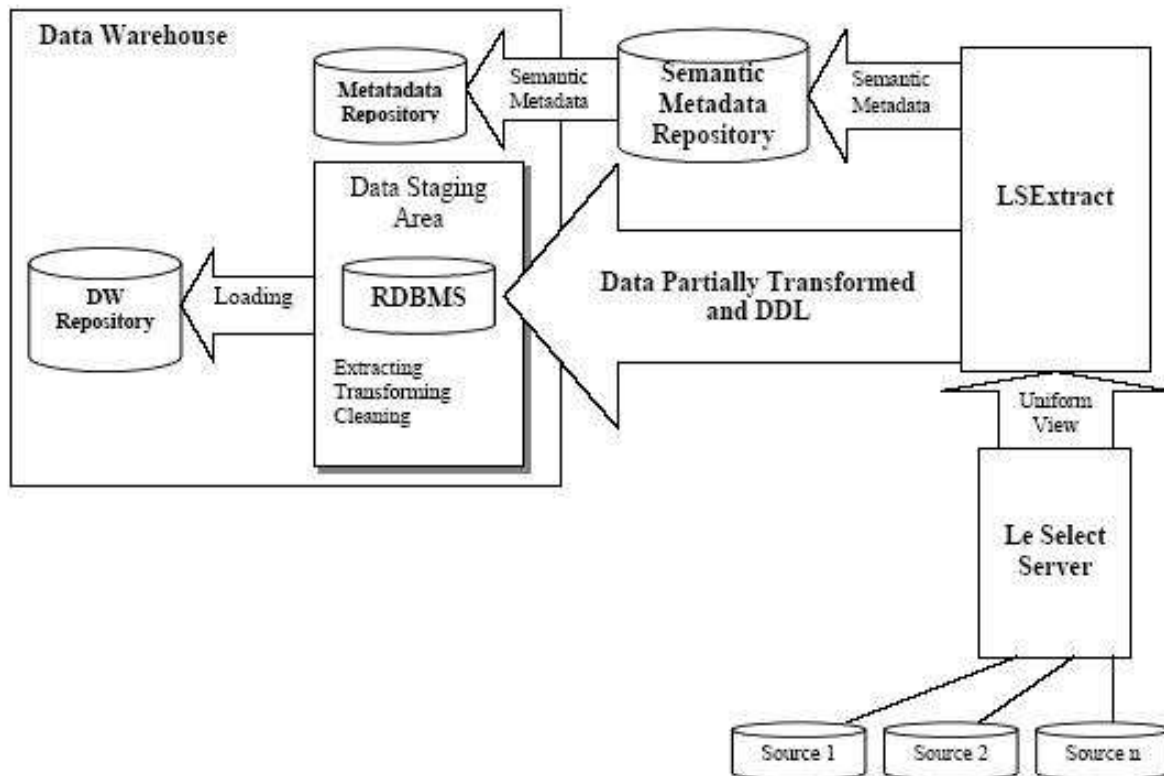 Data Warehouse
Metatadata
Repository
Semantic
Metadata
Semantic
Metadata
Repository
Semantic
Metadata
LSExtract
Data Staging
Area
RDBMS
Extracting
Transforming
Cleaning
Loading
DW
Repository
Data Partially Transformed
and DDL
Uniform
View
Le Select
Server
Source 1
Source 2
Source n